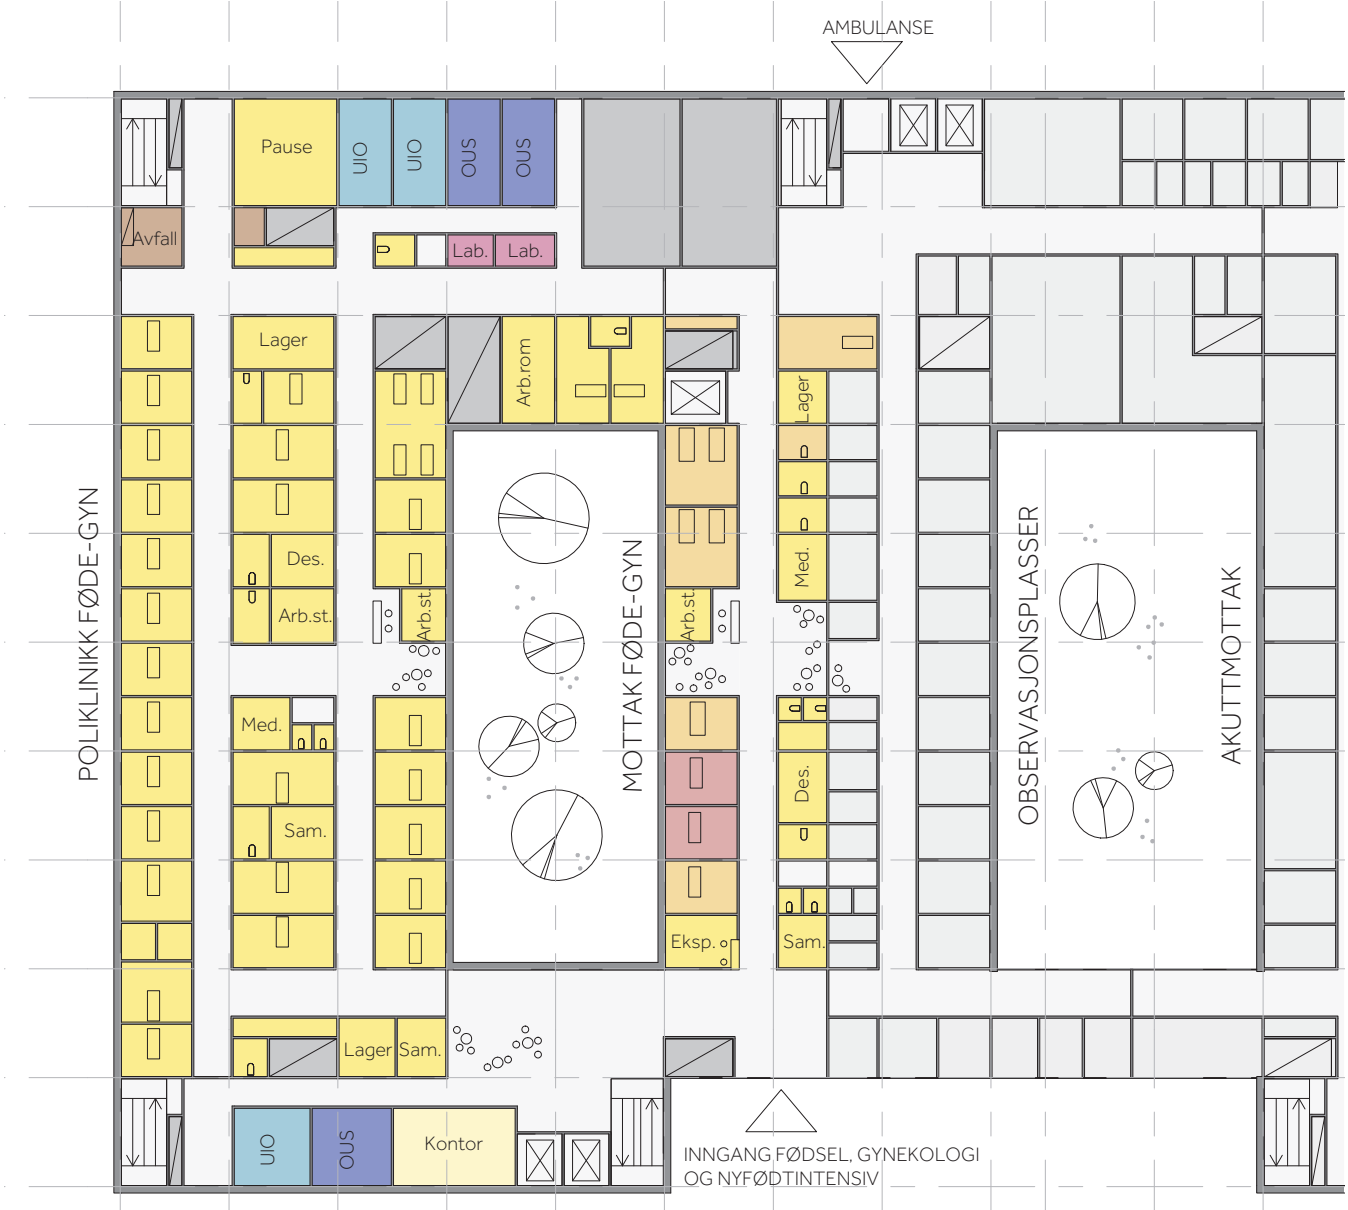 AMBULANSE
Pause
UIO
UIO
OUS
OUS
Avfall
Lab.
Lab.
Lager
Arb.rom
Lager
Des.
Med.
Arb.st.
Arb.st.
Arb.st.
POLIKLINIKK FØDE-GYN
MOTTAK FØDE-GYN
OBSERVASJONSPLASSER
AKUTTMOTTAK
Med.
Des.
Sam.
Eksp.
Sam.
Lager
Sam.
UIO
OUS
Kontor
INNGANG FØDSEL, GYNEKOLOGI
OG NYFØDTINTENSIV